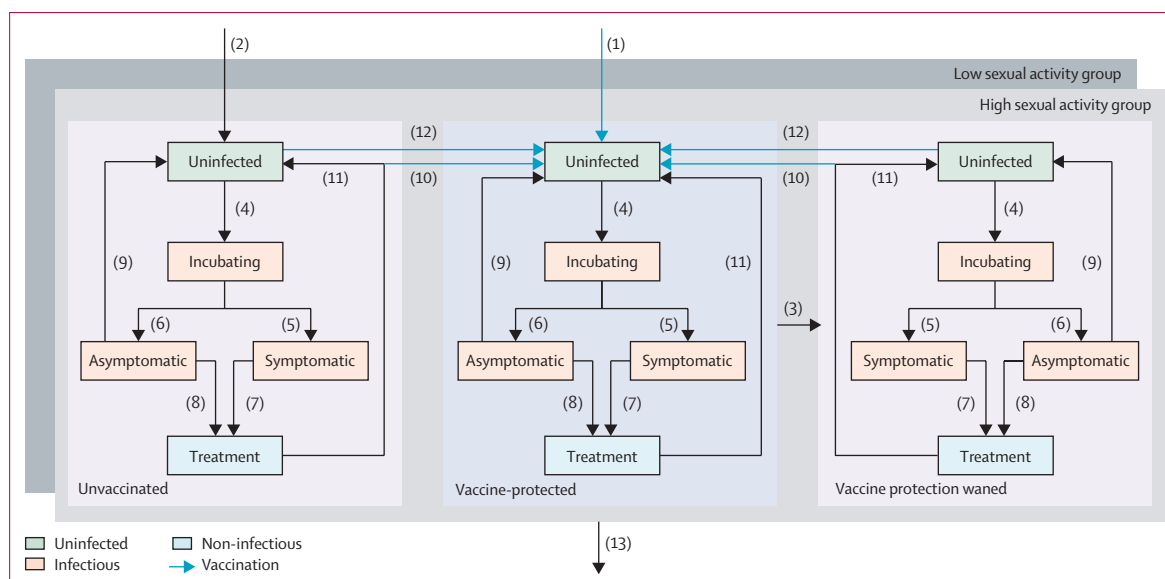 (2)
(1)
Low sexual activity group
High sexual activity group
(12)
(12)
Uninfected
Uninfected
Uninfected
(11)
(10)
(10)
(11)
(4)
(4)
(4)
(9)
Incubating
(9)
Incubating
(11)
Incubating
(9)
(3)
(6)
(5)
(6)
(5)
(5)
(6)
Asymptomatic
Symptomatic
Asymptomatic
Symptomatic
Symptomatic
Asymptomatic
(8)
(7)
(8)
(7)
(7)
(8)
Treatment
Treatment
Treatment
Unvaccinated
Vaccine-protected
Vaccine protection waned
Uninfected
Non-infectious
(13)
Infectious
Vaccination